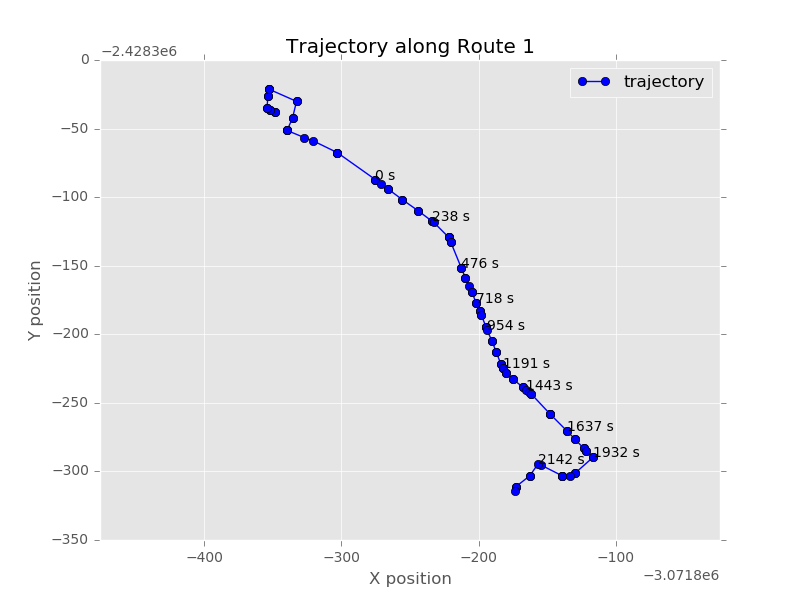 Trajectory along Route 1
−2.4283e6
0
−50
−100
−150
−200
−250
−300
−350
Y position
trajectory
0 s
238 s
476 s
718 s
954 s
1191 s
1443 s
1637 s
1932 s
2142 s
−400
−300
−200
−100
X position
−3.0718e6